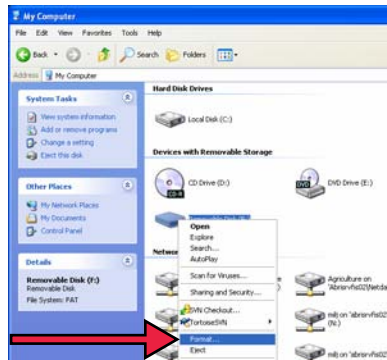 My Computer
File Edit View Favorites Tools Help
Back Search Folders
Address My Computer
System Tasks
View system information
Add or remove programs
Change a setting
Eject this disk
Other Places
My Network Places
My Documents
Control Panel
Details
Removable Disk (F:)
Removable Disk
File System: FAT
Hard Disk Drives
Local Disk (C:)
Devices with Removable Storage
CD Drive (D:)
DVD Drive (E:)
Removable Disk (F:)
Open
Explore
Search...
AutoPlay
Scan for Viruses...
Sharing and Security...
SVN Checkout...
TortoiseSVN
Format...
Eject
Network
Agriculture on
(N:)